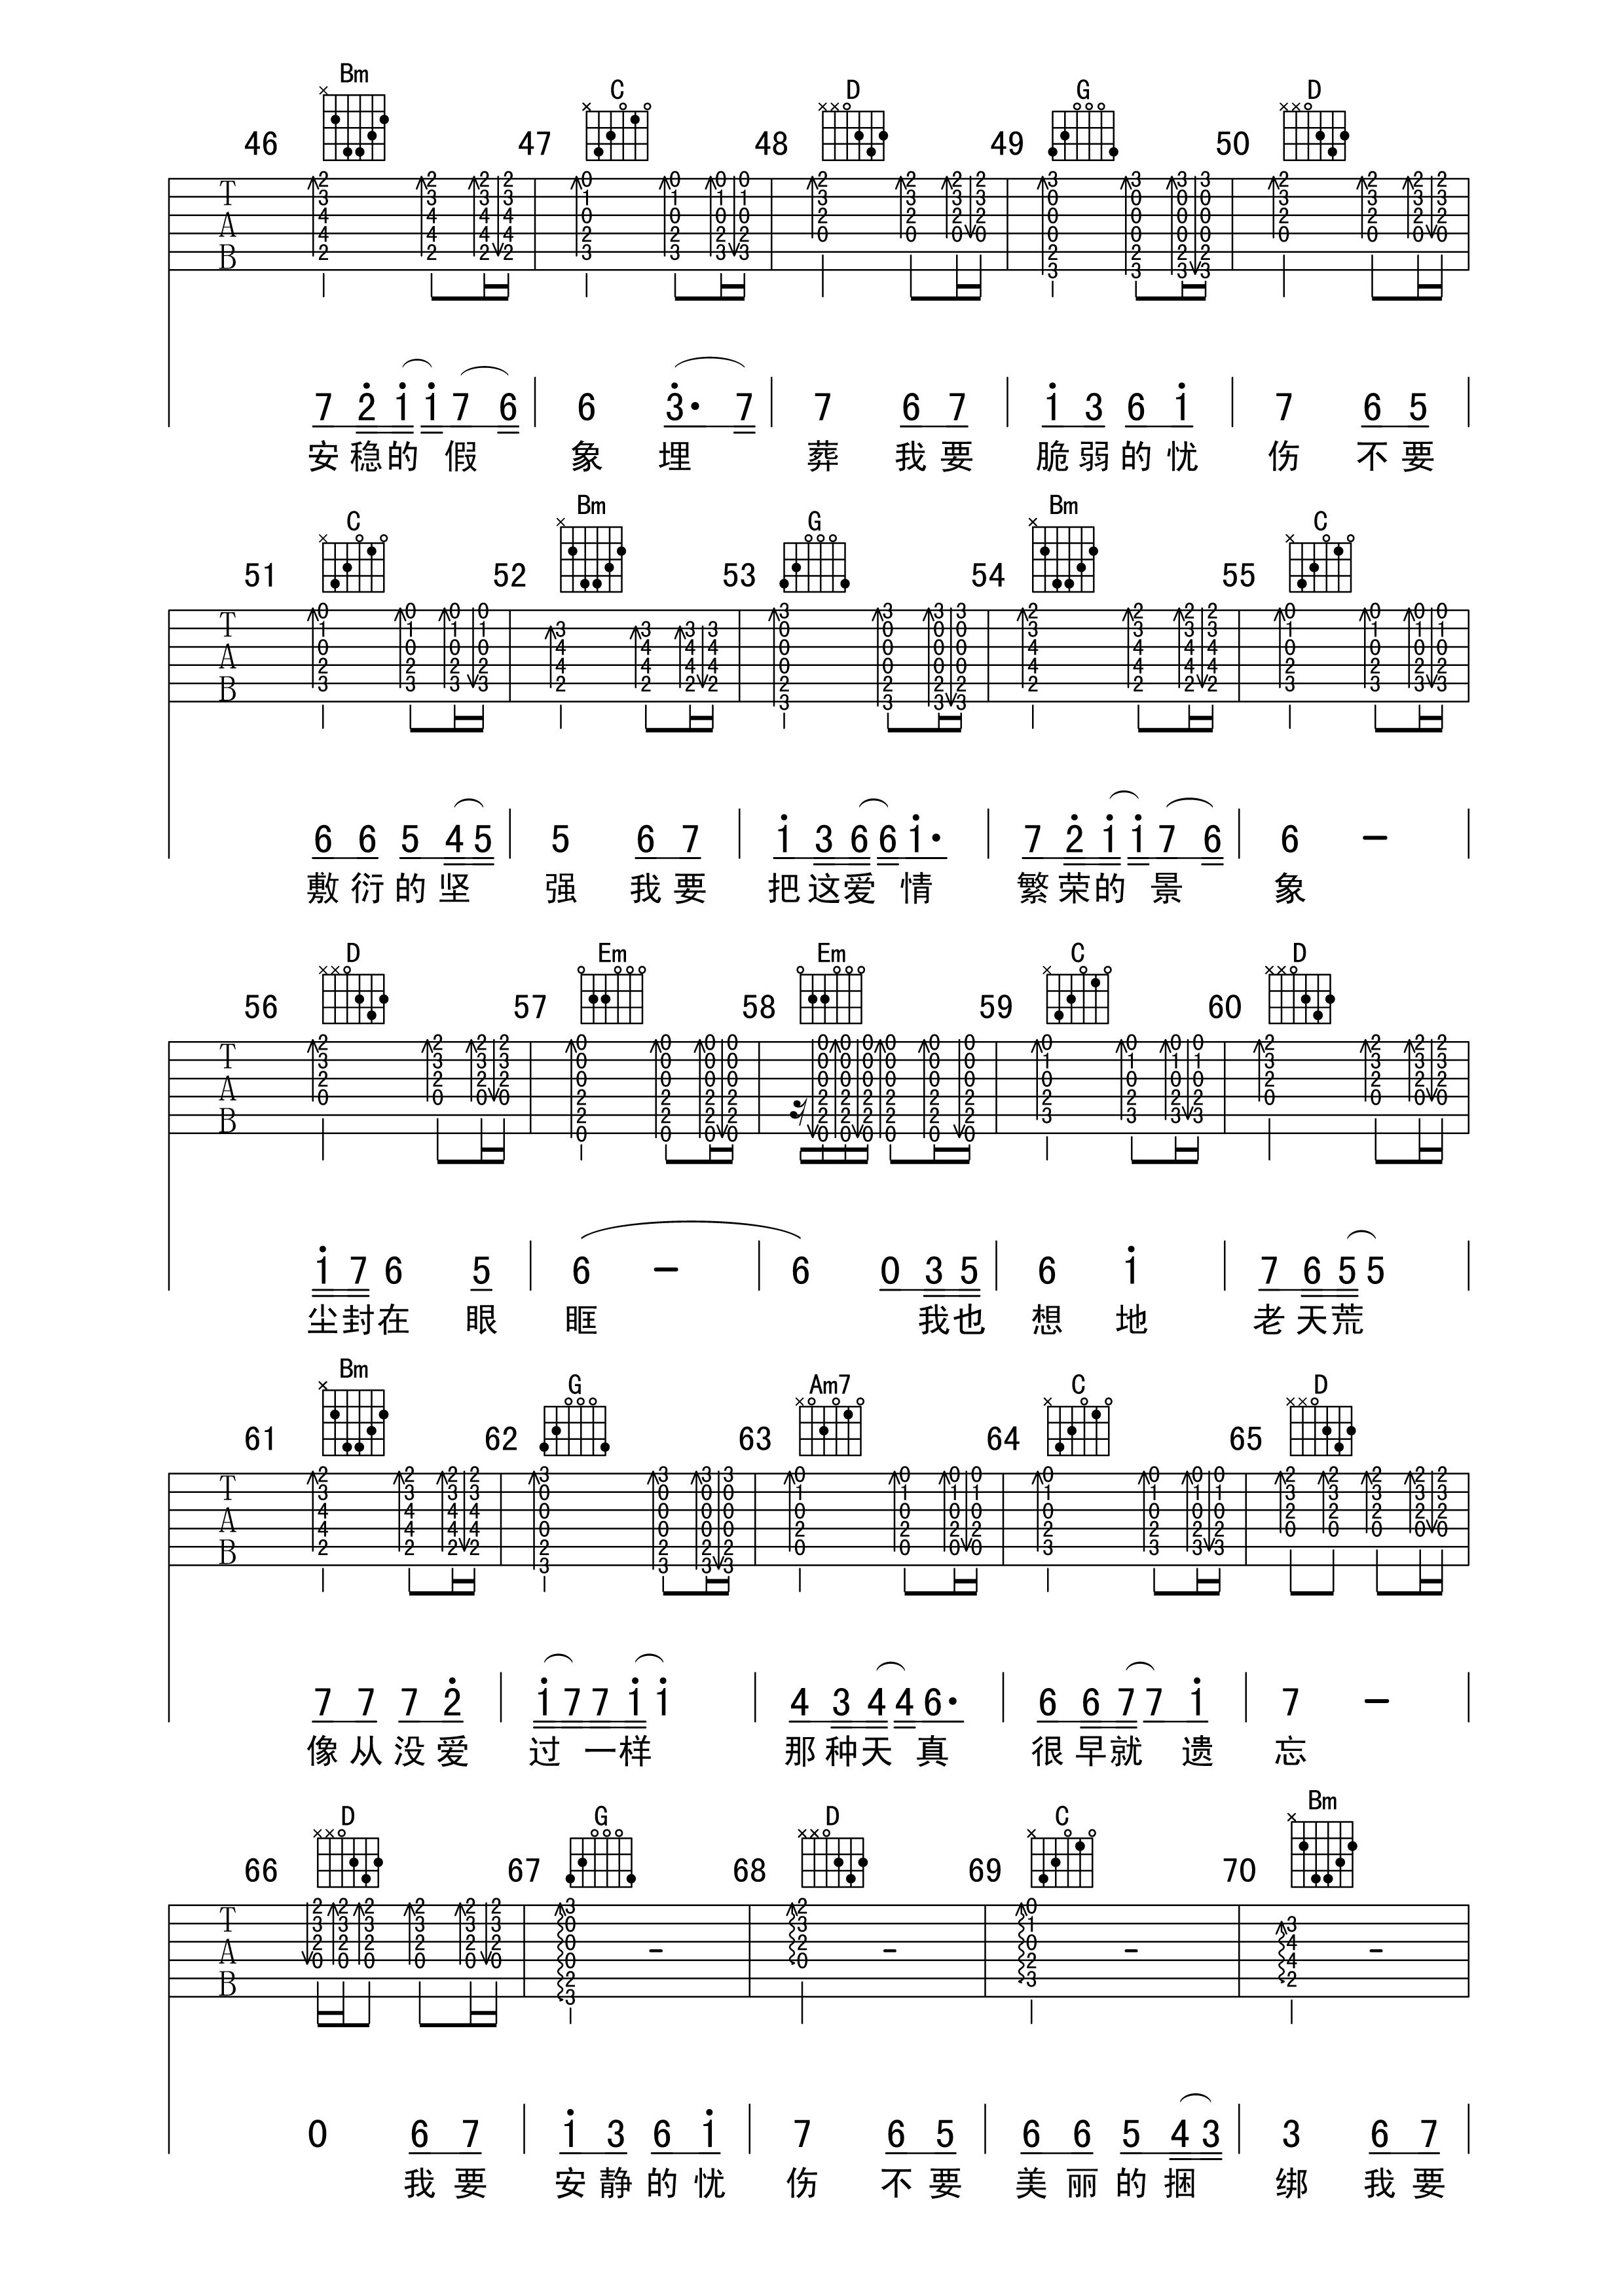 Bm C D G D
46 47 48 49 50
TAB
7 2 1 1 7 6 | 6 3· 7 | 7 6 7 | 1 3 6 1 | 7 6 5
安稳的 假 象 埋 葬 我要 脆弱的忧 伤 不要
C Bm G Bm C
51 52 53 54 55
TAB
6 6 5 4 5 | 5 6 7 | 1 3 6 6 1· | 7 2 1 1 7 6 | 6 –
敷衍的坚 强 我要 把这爱 情 繁荣的 景 象
D Em Em C D
56 57 58 59 60
TAB
1 7 6 5 | 6 – | 6 0 3 5 | 6 1 | 7 6 5 5
尘封在 眼 眶 我也 想 地 老天荒
Bm G Am7 C D
61 62 63 64 65
TAB
7 7 7 2 | 1 7 7 1 1 | 4 3 4 4 6· | 6 6 7 7 1 | 7 –
像从没爱 过 一样 那种天 真 很早就 遗 忘
D G D C Bm
66 67 68 69 70
TAB
0 6 7 | 1 3 6 1 | 7 6 5 | 6 6 5 4 3 | 3 6 7
我要 安静的忧 伤 不要 美丽的捆 绑 我要